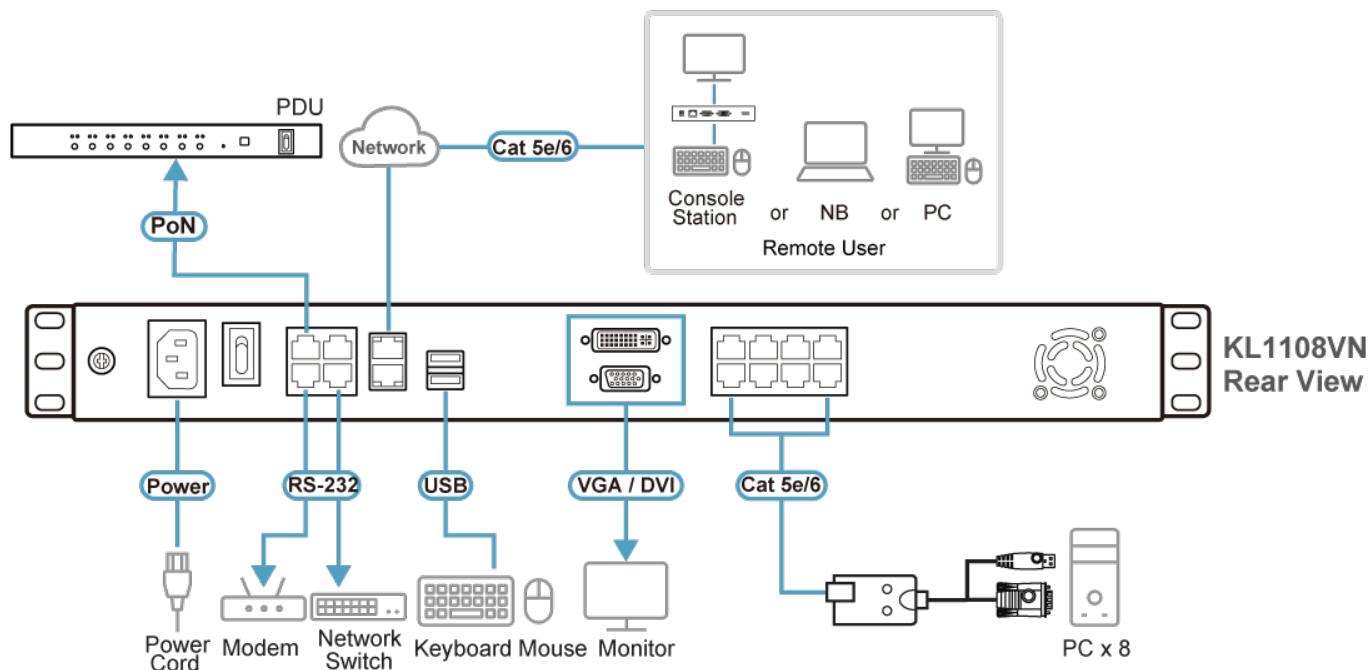 PDU
Network
Cat 5e/6
Console
Station
or
NB
or
PC
Remote User
PoN
KL1108VN
Rear View
Power
RS-232
USB
VGA / DVI
Cat 5e/6
Power
Cord
Modem
Network
Switch
Keyboard Mouse
Monitor
PC x 8